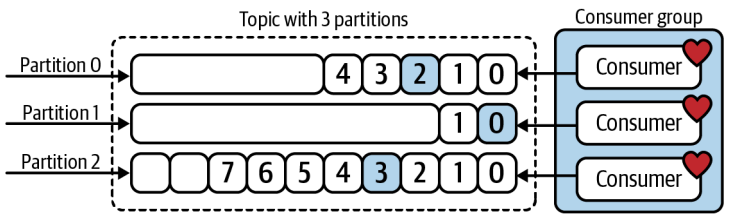 Topic with 3 partitions
Consumer group
Partition 0
4 3 2 1 0
Consumer
Partition 1
1 0
Consumer
Partition 2
7 6 5 4 3 2 1 0
Consumer